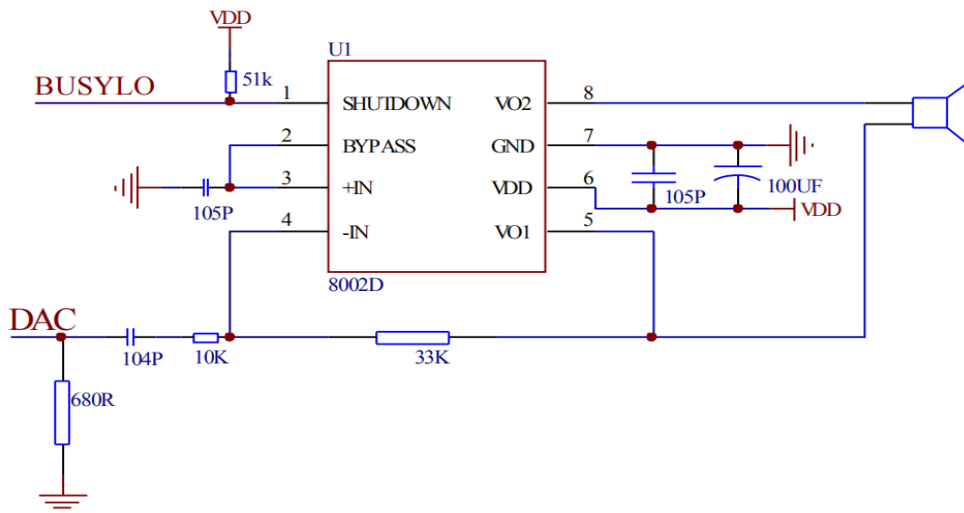 VDD
U1
BUSYLO
51k
1
SHUTDOWN
VO2
8
2
BYPASS
GND
7
3
+IN
VDD
6
105P
105P
100UF
VDD
4
-IN
VO1
5
8002D
DAC
104P
10K
33K
680R